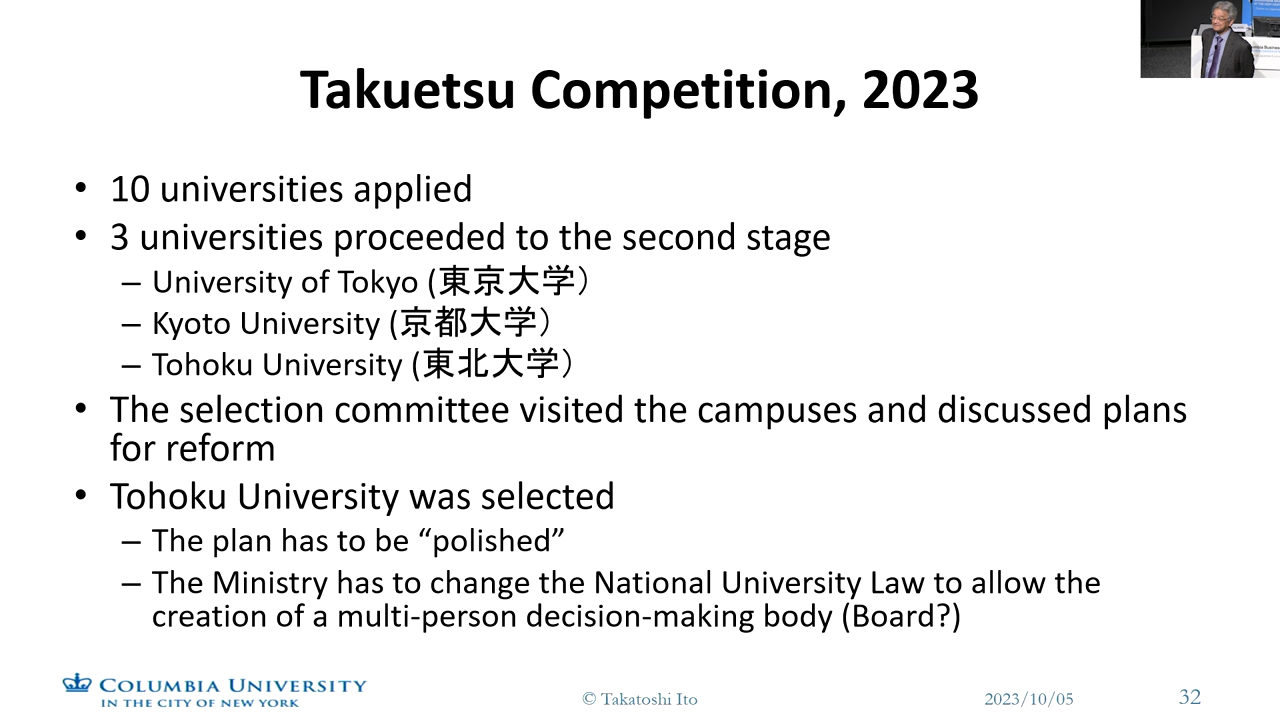 Takuetsu Competition, 2023
• 10 universities applied
• 3 universities proceeded to the second stage
– University of Tokyo (東京大学）
– Kyoto University (京都大学）
– Tohoku University (東北大学）
• The selection committee visited the campuses and discussed plans
for reform
• Tohoku University was selected
– The plan has to be “polished”
– The Ministry has to change the National University Law to allow the
creation of a multi-person decision-making body (Board?)
COLUMBIA UNIVERSITY
IN THE CITY OF NEW YORK
© Takatoshi Ito
2023/10/05
32